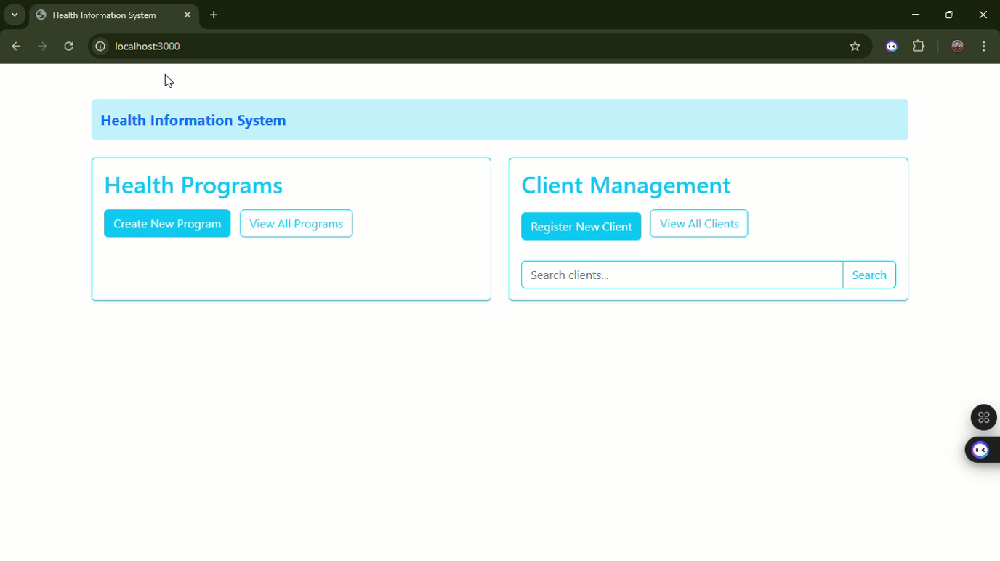 Health Information System
localhost:3000
Health Information System
Health Programs
Create New Program View All Programs
Client Management
Register New Client View All Clients
Search clients... Search